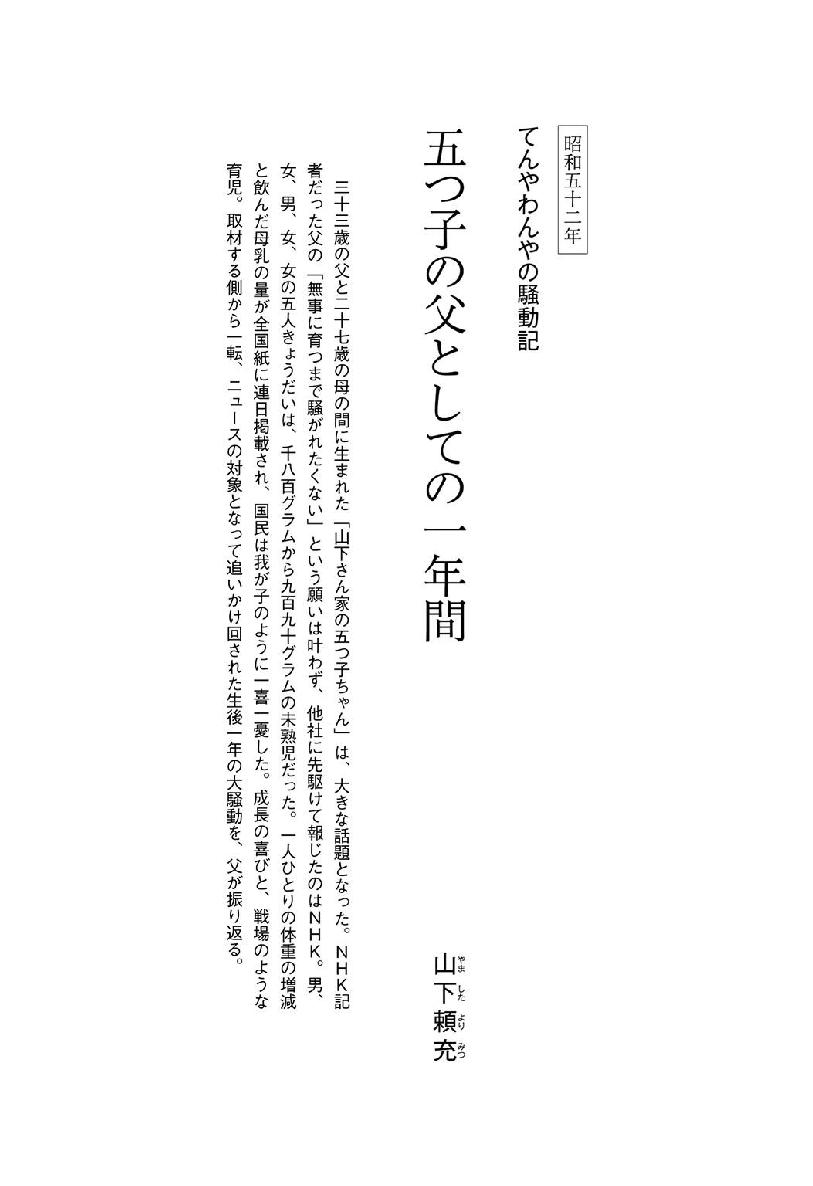 昭和五十二年
てんやわんやの騒動記
五つ子の父としての一年間
山下頼充
やましたよりみつ
三十三歳の父と二十七歳の母の間に生まれた「山下さん家の五つ子ちゃん」は、大きな話題となった。NHK記
者だった父の「無事に育つまで騒がれたくない」という願いは叶わず、他社に先駆けて報じたのはNHK。男、
女、男、女、女の五人きょうだいは、千八百グラムから九百九十グラムの未熟児だった。一人ひとりの体重の増減
と飲んだ母乳の量が全国紙に連日掲載され、国民は我が子のように一喜一憂した。成長の喜びと、戦場のような
育児。取材する側から一転、ニュースの対象となって追いかけ回された生後一年の大騒動を、父が振り返る。